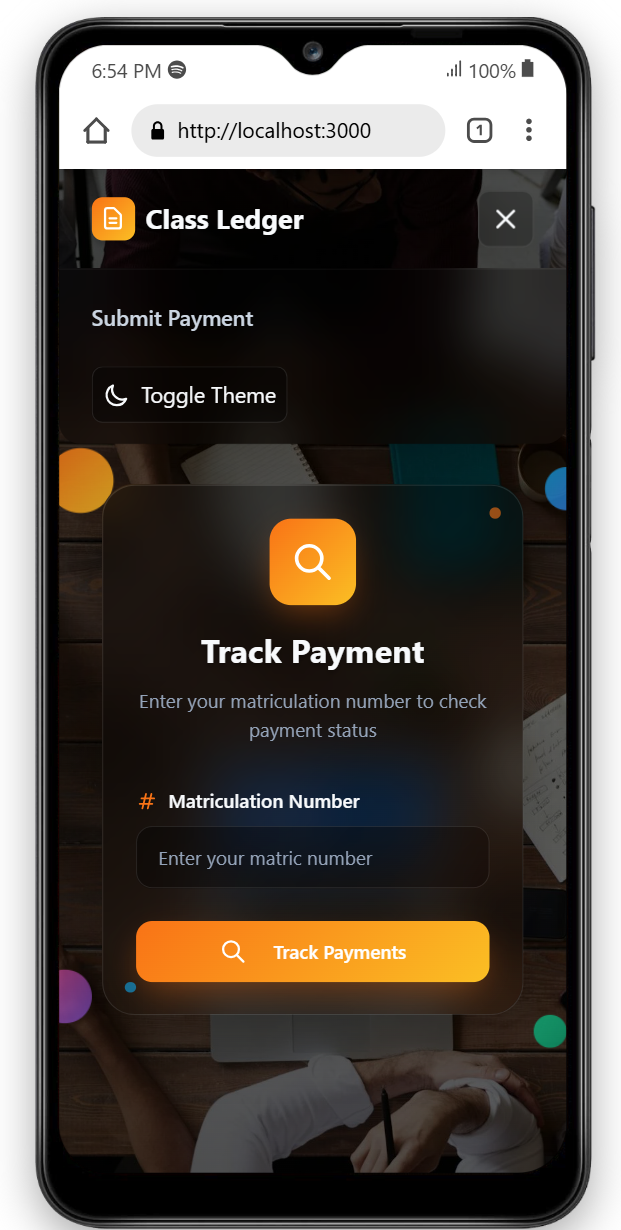 6:54 PM 100%
http://localhost:3000 1
Class Ledger
Submit Payment
Toggle Theme
Track Payment
Enter your matriculation number to check
payment status
# Matriculation Number
Enter your matric number
Track Payments